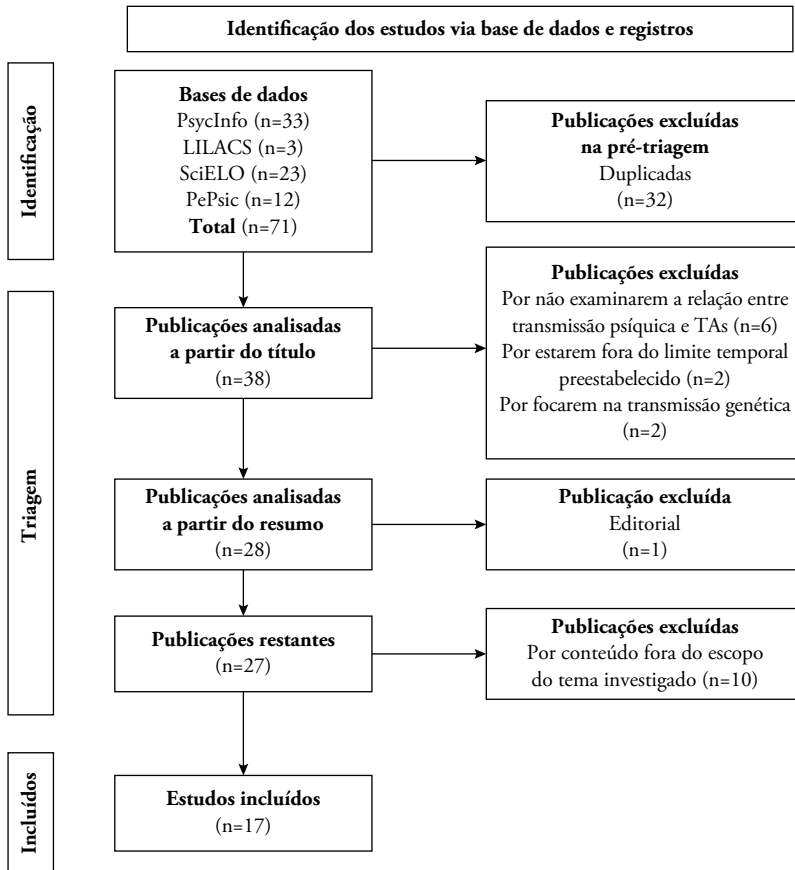 Identificação dos estudos via base de dados e registros
Identificação
Bases de dados
PsycInfo (n=33)
LILACS (n=3)
SciELO (n=23)
PePsic (n=12)
Total (n=71)
Publicações excluídas
na pré-triagem
Duplicadas
(n=32)
Triagem
Publicações analisadas
a partir do título
(n=38)
Publicações excluídas
Por não examinarem a relação entre
transmissão psíquica e TAs (n=6)
Por estarem fora do limite temporal
preestabelecido (n=2)
Por focarem na transmissão genética
(n=2)
Publicações analisadas
a partir do resumo
(n=28)
Publicação excluída
Editorial
(n=1)
Publicações restantes
(n=27)
Publicações excluídas
Por conteúdo fora do escopo
do tema investigado (n=10)
Incluídos
Estudos incluídos
(n=17)